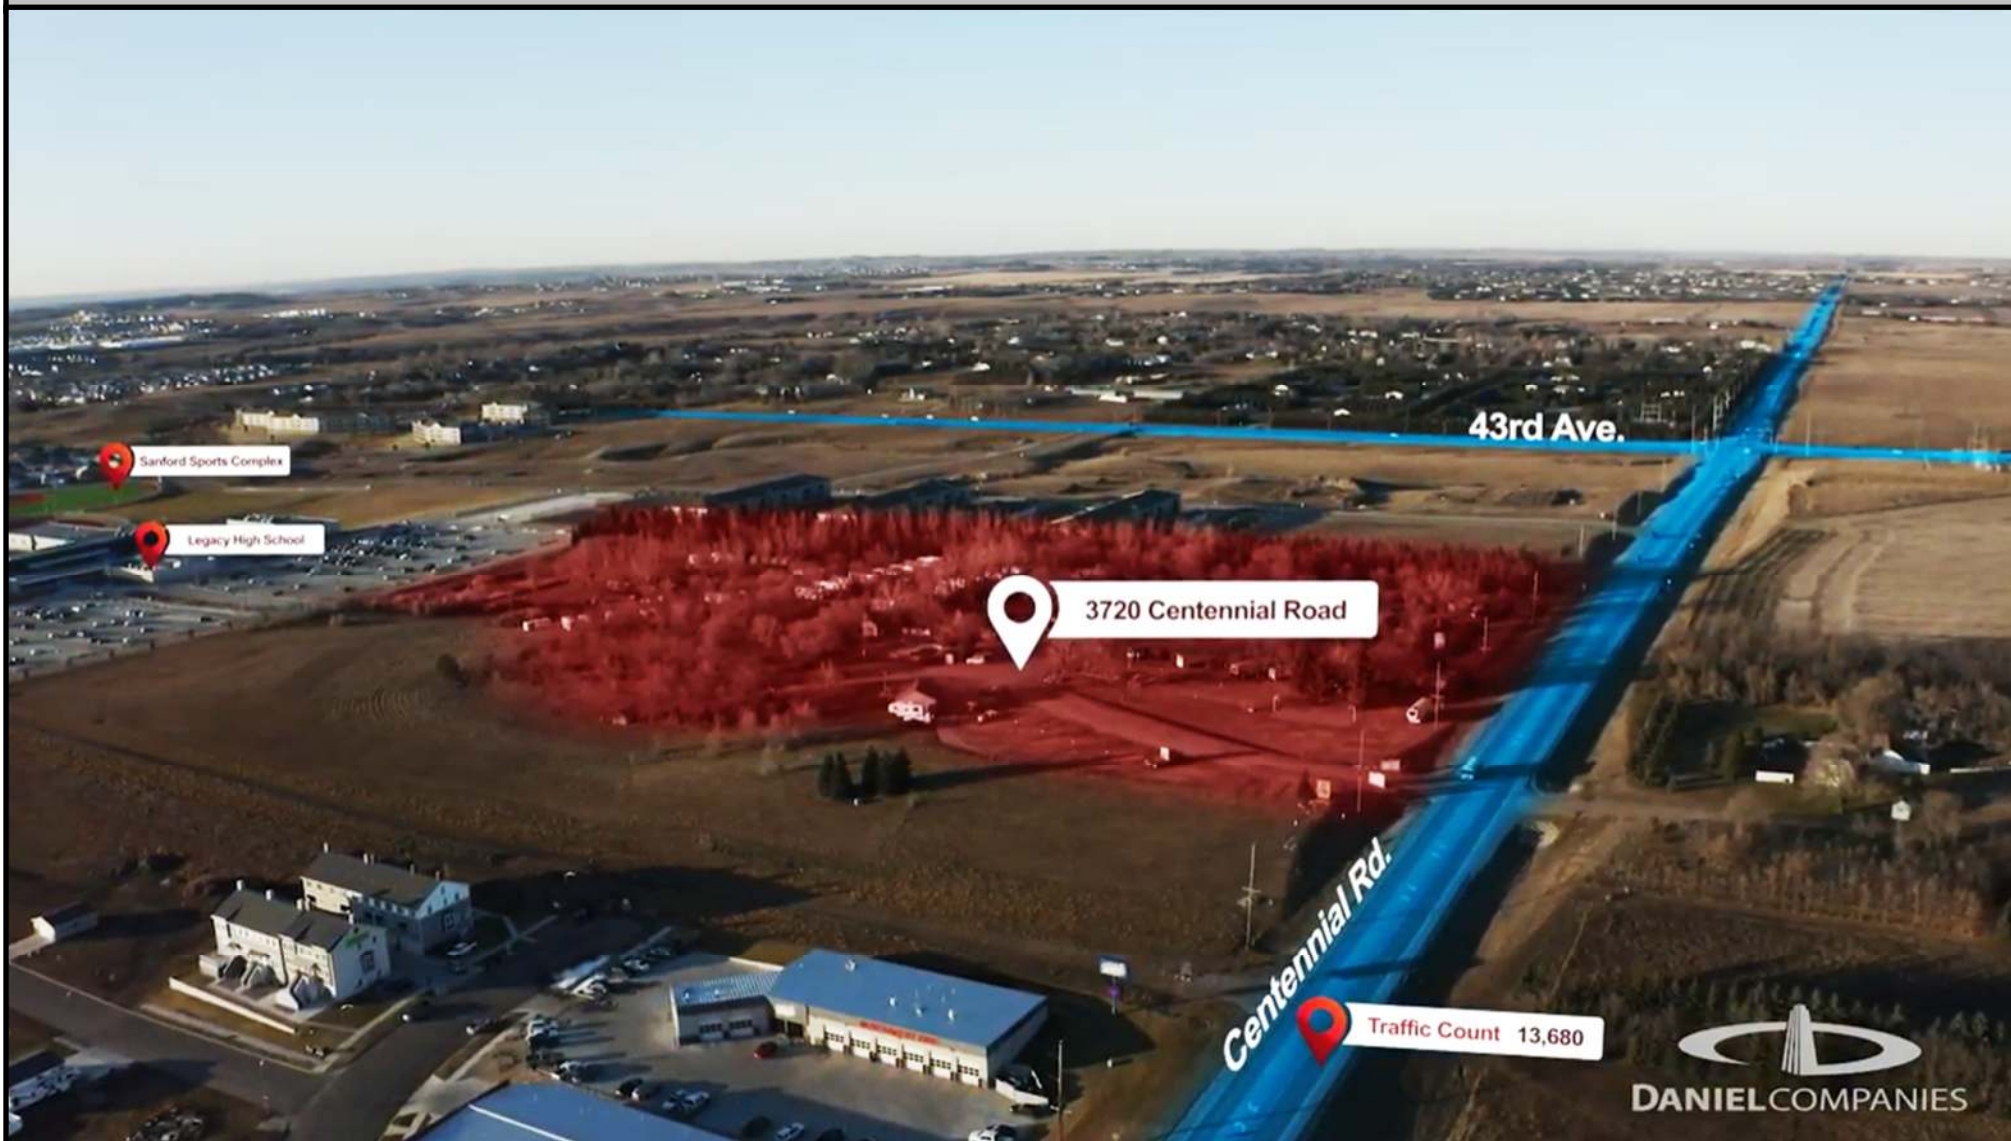 43rd Ave.
Sanford Sports Complex
Legacy High School
3720 Centennial Road
Centennial Rd.
Traffic Count 13,680
DANIELCOMPANIES